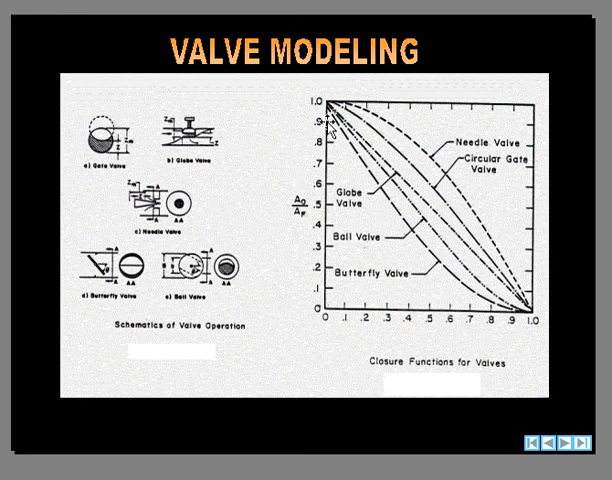 VALVE MODELING
a) Gate Valve
b) Globe Valve
c) Needle Valve
d) Butterfly Valve
e) Ball Valve
A A
AA
Schematics of Valve Operation
1.0
.9
.8
.7
.6
.5
.4
.3
.2
.1
0
0 .1 .2 .3 .4 .5 .6 .7 .8 .9 1.0
Needle Valve
Circular Gate
Valve
Globe
Valve
Ball Valve
Butterfly Valve
Closure Functions for Valves